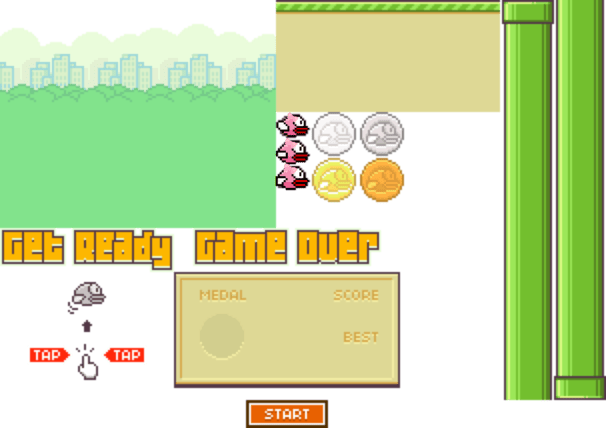 Get Ready Game Over
MEDAL SCORE
BEST
TAP TAP
START